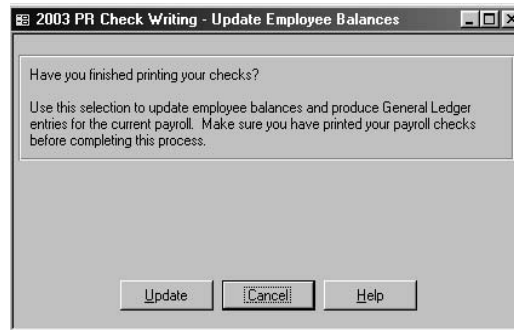 2003 PR Check Writing - Update Employee Balances
Have you finished printing your checks?
Use this selection to update employee balances and produce General Ledger
entries for the current payroll. Make sure you have printed your payroll checks
before completing this process.
Update Cancel Help